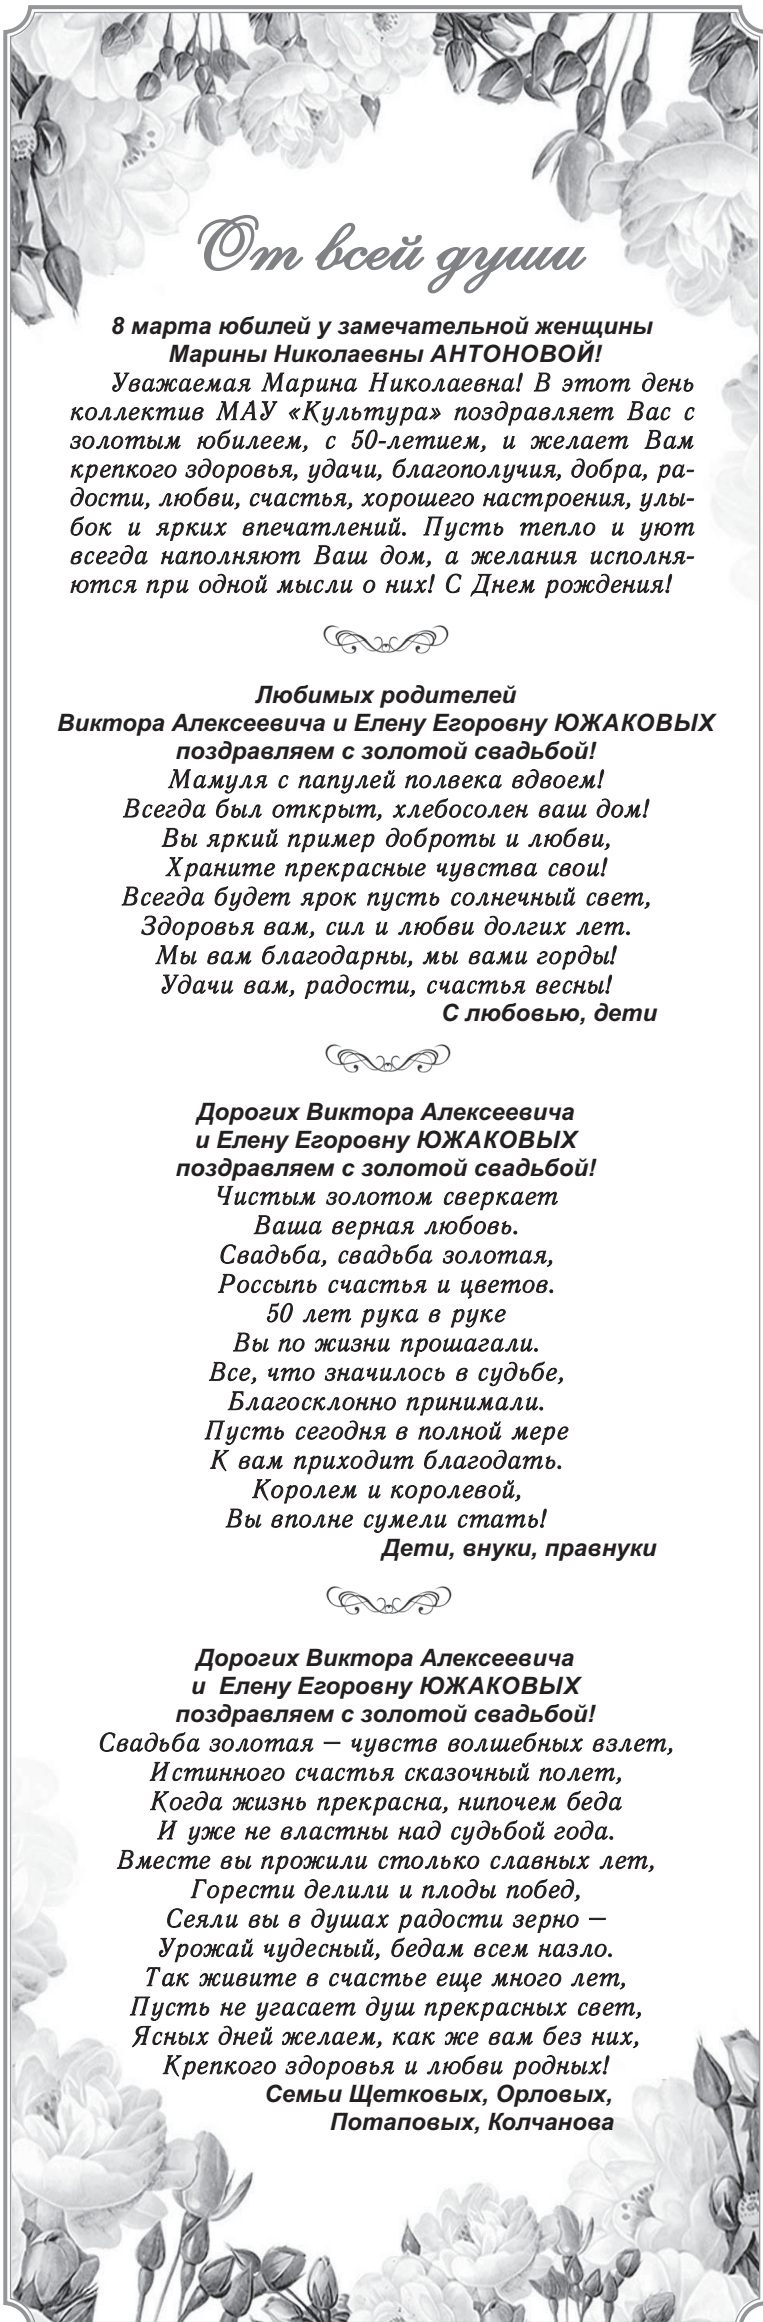 От всей души
8 марта юбилей у замечательной женщины
Марины Николаевны АНТОНОВОЙ!
Уважаемая Марина Николаевна! В этот день
коллектив МАУ «Культура» поздравляет Вас с
золотым юбилеем, с 50-летием, и желает Вам
крепкого здоровья, удачи, благополучия, добра, ра-
дости, любви, счастья, хорошего настроения, улы-
бок и ярких впечатлений. Пусть тепло и уют
всегда наполняют Ваш дом, а желания исполня-
ются при одной мысли о них! С Днем рождения!
Любимых родителей
Виктора Алексеевича и Елену Егоровну ЮЖАКОВЫХ
поздравляем с золотой свадьбой!
Мамуля с папулей полвека вдвоем!
Всегда был открыт, хлебосолен ваш дом!
Вы яркий пример доброты и любви,
Храните прекрасные чувства свои!
Всегда будет ярок пусть солнечный свет,
Здоровья вам, сил и любви долгих лет.
Мы вам благодарны, мы вами горды!
Удачи вам, радости, счастья весны!
С любовью, дети
Дорогих Виктора Алексеевича
и Елену Егоровну ЮЖАКОВЫХ
поздравляем с золотой свадьбой!
Чистым золотом сверкает
Ваша верная любовь.
Свадьба, свадьба золотая,
Россыпь счастья и цветов.
50 лет рука в руке
Вы по жизни прошагали.
Все, что значилось в судьбе,
Благосклонно принимали.
Пусть сегодня в полной мере
К вам приходит благодать.
Королем и королевой,
Вы вполне сумели стать!
Дети, внуки, правнуки
Дорогих Виктора Алексеевича
и Елену Егоровну ЮЖАКОВЫХ
поздравляем с золотой свадьбой!
Свадьба золотая – чувств волшебных взлет,
Истинного счастья сказочный полет,
Когда жизнь прекрасна, нипочем беда
И уже не властны над судьбой года.
Вместе вы прожили столько славных лет,
Горести делили и плоды побед,
Сеяли вы в душах радости зерно –
Урожай чудесный, бедам всем назло.
Так живите в счастье еще много лет,
Пусть не угасает душ прекрасных свет,
Ясных дней желаем, как же вам без них,
Крепкого здоровья и любви родных!
Семьи Щетковых, Орловых,
Потаповых, Колчанова